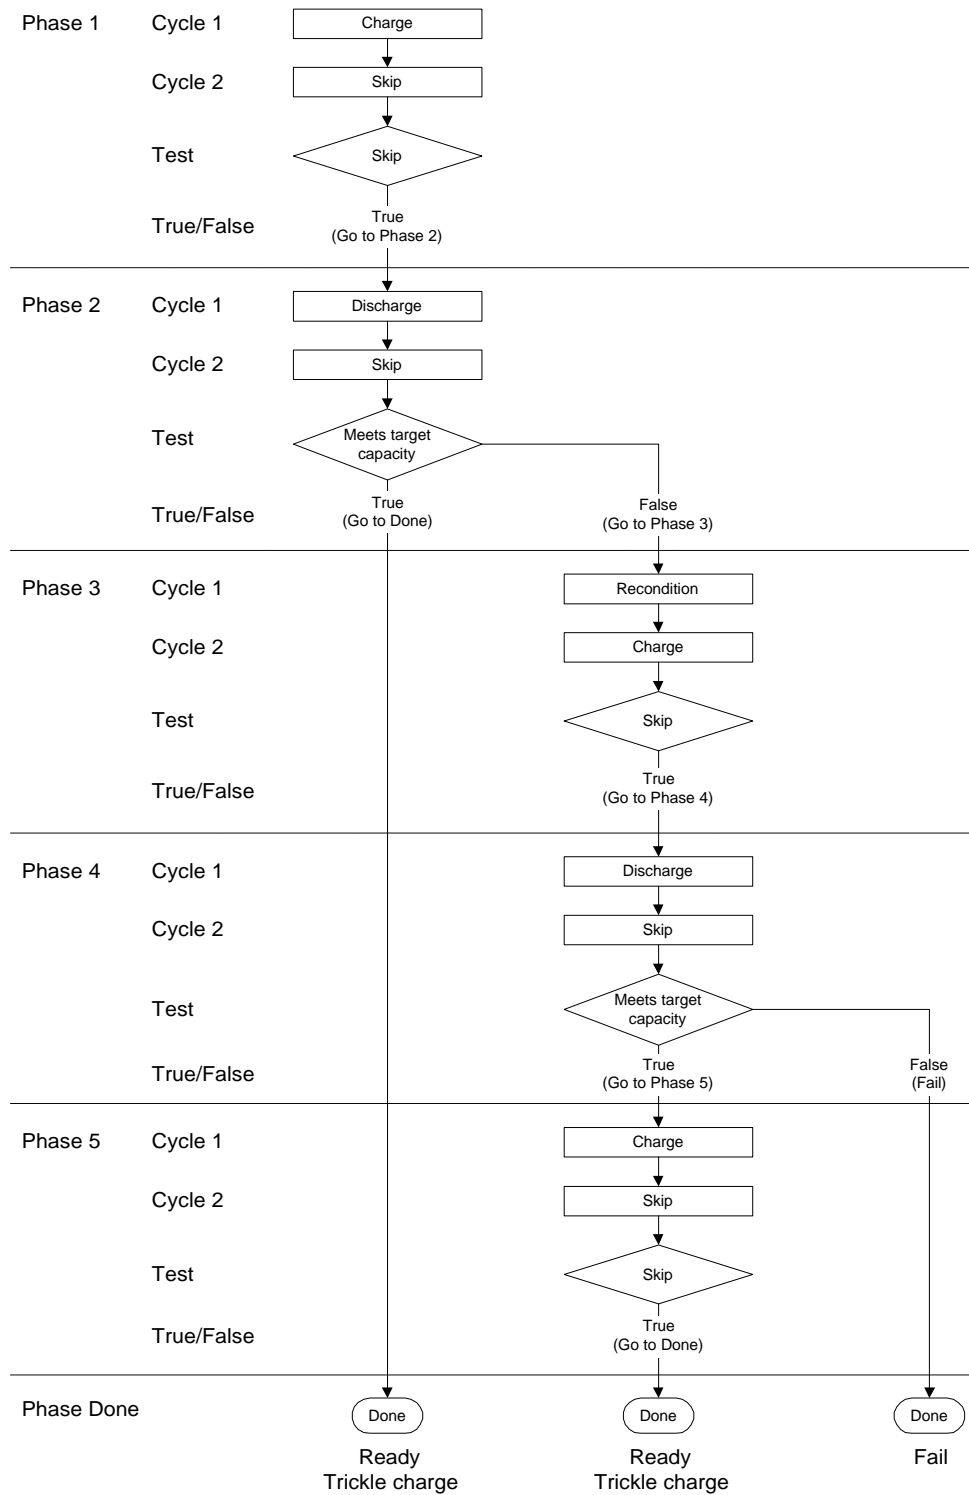 Phase 1 Cycle 1 Charge
Cycle 2 Skip
Test Skip
True/False True
(Go to Phase 2)
Phase 2 Cycle 1 Discharge
Cycle 2 Skip
Test Meets target
capacity
True/False True False
(Go to Done) (Go to Phase 3)
Phase 3 Cycle 1 Recondition
Cycle 2 Charge
Test Skip
True/False True
(Go to Phase 4)
Phase 4 Cycle 1 Discharge
Cycle 2 Skip
Test Meets target
capacity
True/False True False
(Go to Phase 5) (Fail)
Phase 5 Cycle 1 Charge
Cycle 2 Skip
Test Skip
True/False True
(Go to Done)
Phase Done Done Done Done
Ready Ready Fail
Trickle charge Trickle charge